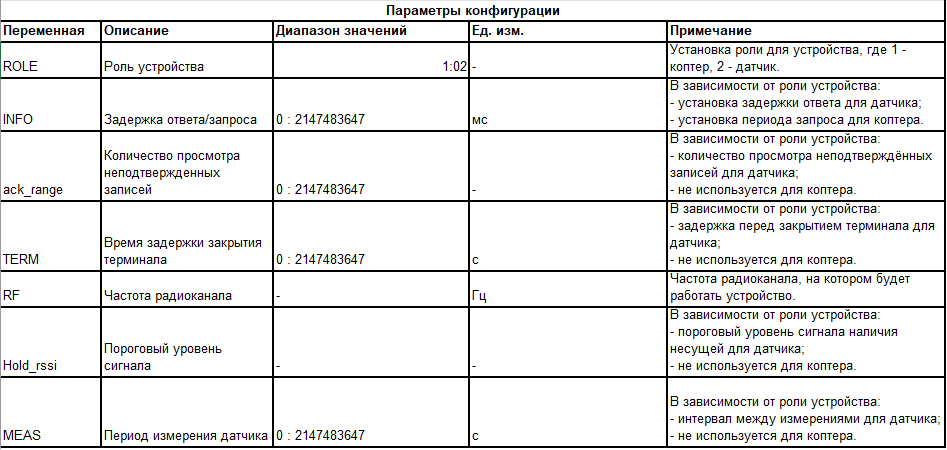 Параметры конфигурации
Переменная Описание Диапазон значений Ед. изм. Примечание
Установка роли для устройства, где 1 -
ROLE Роль устройства 1:02 - коптер, 2 - датчик.
В зависимости от роли устройства:
- установка задержки ответа для датчика;
INFO Задержка ответа/запроса 0 : 2147483647 мс - установка периода запроса для коптера.
В зависимости от роли устройства:
Количество просмотра - количество просмотра неподтверждённых
неподтвержденных записей для датчика;
ack_range записей 0 : 2147483647 - - не используется для коптера.
В зависимости от роли устройства:
- задержка перед закрытием терминала для
Время задержки закрытия датчика;
TERM терминала 0 : 2147483647 с - не используется для коптера.
Частота радиоканала, на котором будет
RF Частота радиоканала - Гц работать устройство.
В зависимости от роли устройства:
- пороговый уровень сигнала наличия
Пороговый уровень несущей для датчика;
Hold_rssi сигнала - - - не используется для коптера.
В зависимости от роли устройства:
- интервал между измерениями для датчика;
MEAS Период измерения датчика 0 : 2147483647 с - не используется для коптера.